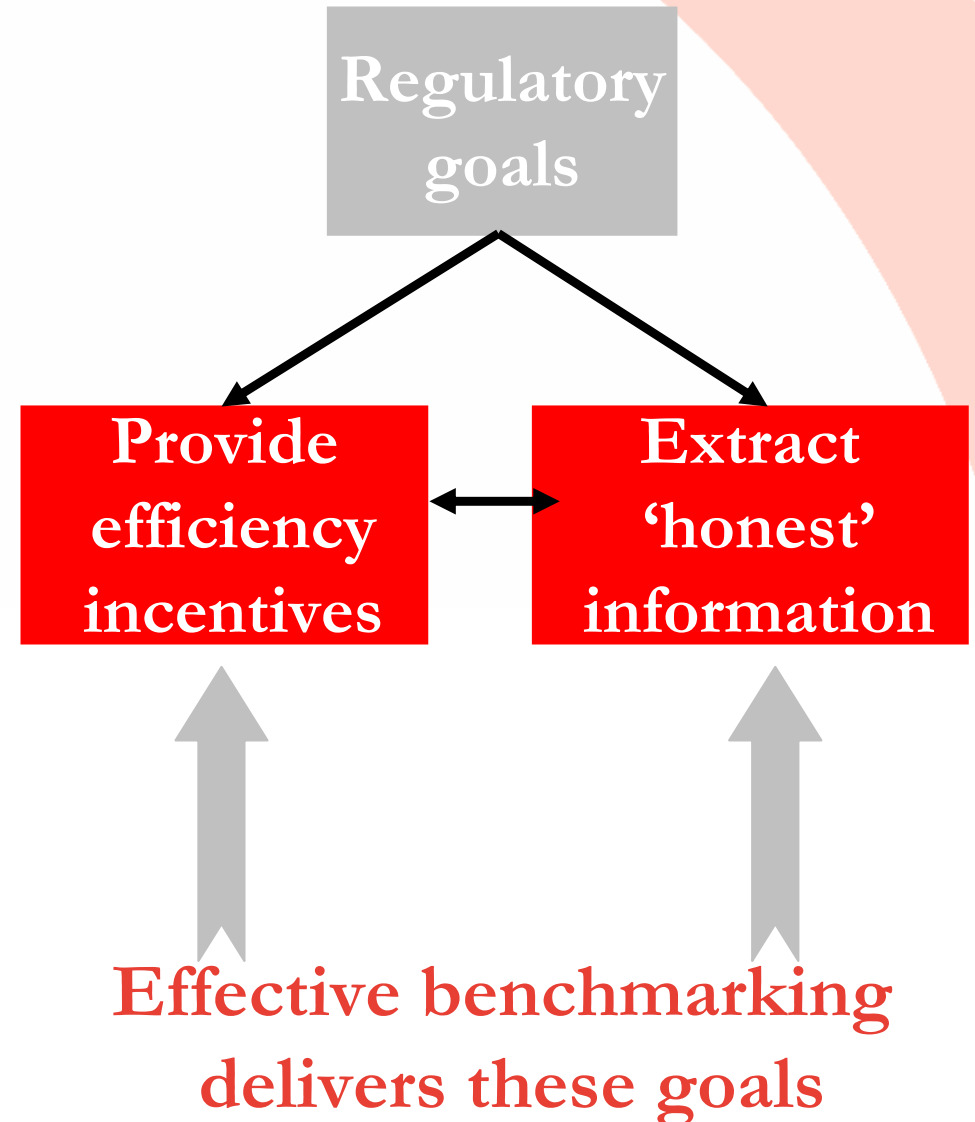 Regulatory
goals
Provide
efficiency
incentives
Extract
‘honest’
information
Effective benchmarking
delivers these goals